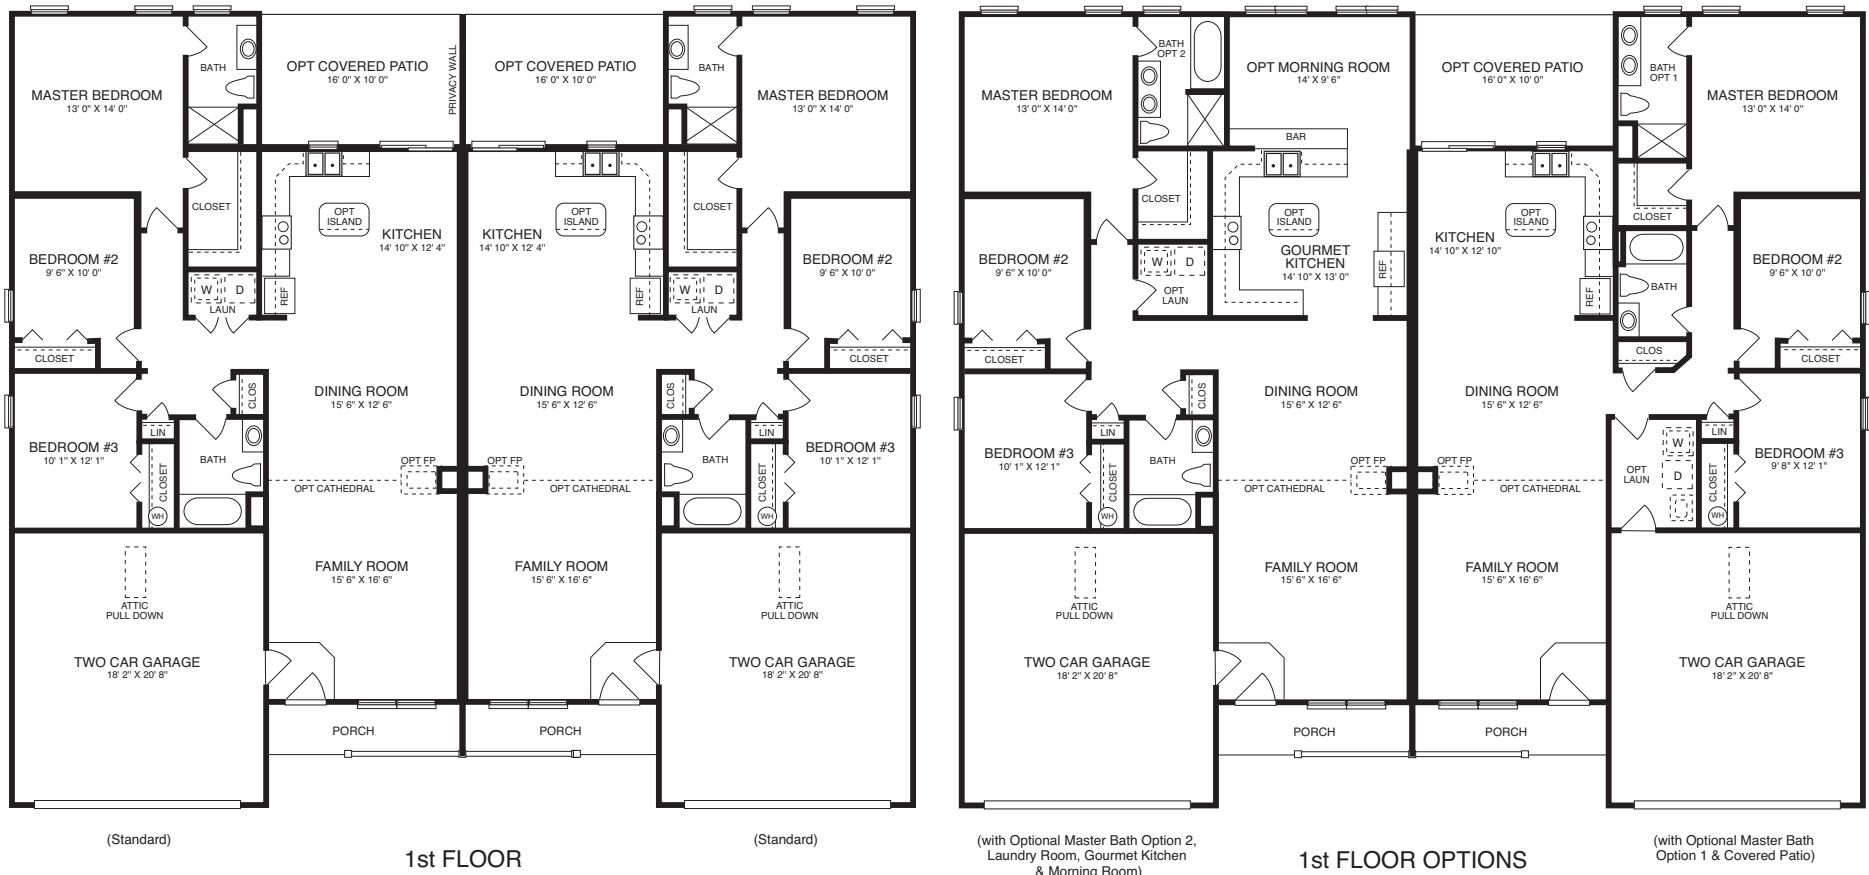 MASTER BEDROOM
13' 0" X 14' 0"
BATH
OPT COVERED PATIO
16' 0" X 10' 0"
PRIVACY WALL
CLOSET
OPT
ISLAND
KITCHEN
14' 10" X 12' 4"
BEDROOM #2
9' 6" X 10' 0"
W
D
LAUN
REF
CLOSET
DINING ROOM
15' 6" X 12' 6"
CLOS
LIN
BEDROOM #3
10' 1" X 12' 1"
CLOSET
BATH
OPT FP
OPT CATHEDRAL
WH
FAMILY ROOM
15' 6" X 16' 6"
ATTIC
PULL DOWN
TWO CAR GARAGE
18' 2" X 20' 8"
PORCH
(Standard)
OPT COVERED PATIO
16' 0" X 10' 0"
BATH
MASTER BEDROOM
13' 0" X 14' 0"
OPT
ISLAND
CLOSET
KITCHEN
14' 10" X 12' 4"
BEDROOM #2
9' 6" X 10' 0"
REF
W
D
LAUN
CLOSET
DINING ROOM
15' 6" X 12' 6"
CLOS
LIN
BEDROOM #3
10' 1" X 12' 1"
OPT FP
BATH
CLOSET
OPT CATHEDRAL
WH
FAMILY ROOM
15' 6" X 16' 6"
ATTIC
PULL DOWN
TWO CAR GARAGE
18' 2" X 20' 8"
PORCH
(Standard)
1st FLOOR
MASTER BEDROOM
13' 0" X 14' 0"
BATH
OPT 2
OPT MORNING ROOM
14' X 9' 6"
BAR
CLOSET
OPT
ISLAND
GOURMET
KITCHEN
14' 10" X 13' 0"
BEDROOM #2
9' 6" X 10' 0"
W
D
OPT
LAUN
REF
CLOSET
DINING ROOM
15' 6" X 12' 6"
CLOS
LIN
BEDROOM #3
10' 1" X 12' 1"
CLOSET
BATH
OPT FP
OPT CATHEDRAL
WH
FAMILY ROOM
15' 6" X 16' 6"
ATTIC
PULL DOWN
TWO CAR GARAGE
18' 2" X 20' 8"
PORCH
(with Optional Master Bath Option 2,
Laundry Room, Gourmet Kitchen
& Morning Room)
OPT COVERED PATIO
16' 0" X 10' 0"
BATH
OPT 1
MASTER BEDROOM
13' 0" X 14' 0"
OPT
ISLAND
CLOSET
KITCHEN
14' 10" X 12' 10"
BEDROOM #2
9' 6" X 10' 0"
REF
BATH
CLOS
CLOSET
DINING ROOM
15' 6" X 12' 6"
W
LIN
BEDROOM #3
9' 8" X 12' 1"
OPT FP
OPT
LAUN
D
CLOSET
OPT CATHEDRAL
WH
FAMILY ROOM
15' 6" X 16' 6"
ATTIC
PULL DOWN
TWO CAR GARAGE
18' 2" X 20' 8"
PORCH
(with Optional Master Bath
Option 1 & Covered Patio)
1st FLOOR OPTIONS